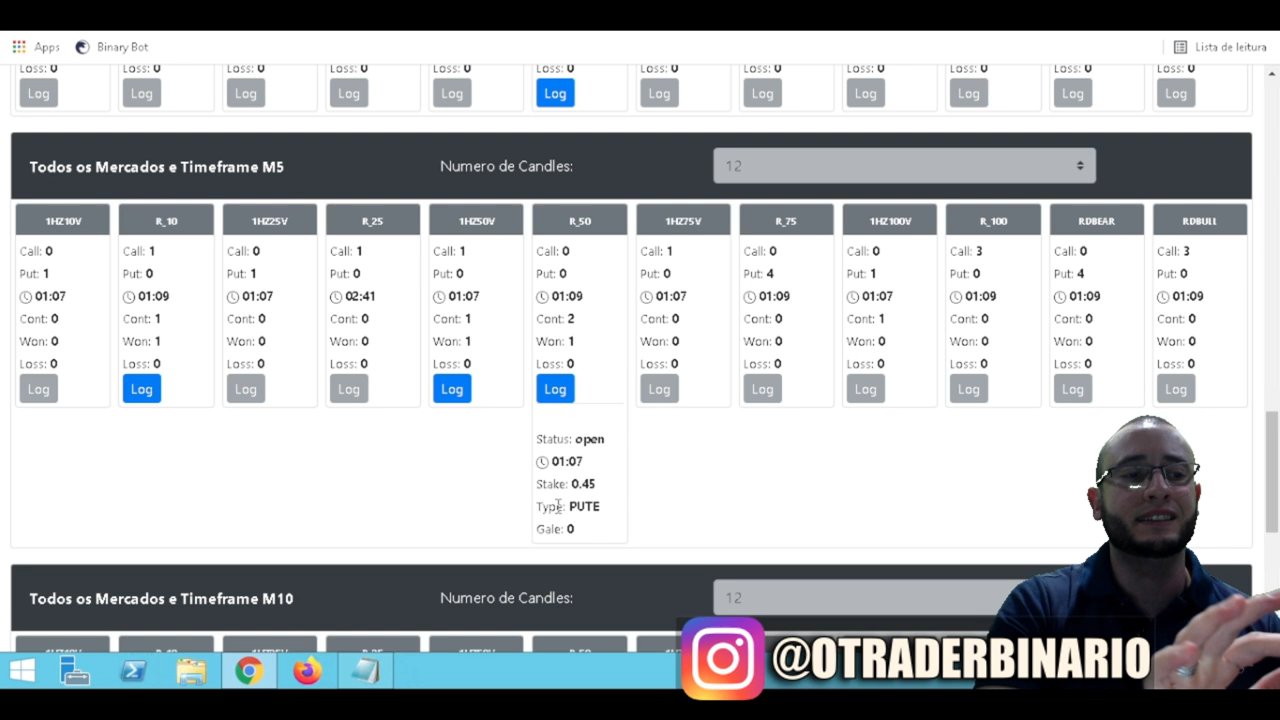 Apps Binary Bot Lista de leitura
Loss: 0 Loss: 0 Loss: 0 Loss: 0 Loss: 0 Loss: 0 Loss: 0 Loss: 0 Loss: 0 Loss: 0 Loss: 0 Loss: 0
Log Log Log Log Log Log Log Log Log Log Log Log
Todos os Mercados e Timeframe M5 Numero de Candles: 12
1HZ10V R_10 1HZ25V R_25 1HZ50V R_50 1HZ75V R_75 1HZ100V R_100 RDBEAR RDBULL
Call: 0 Call: 1 Call: 0 Call: 1 Call: 1 Call: 0 Call: 1 Call: 0 Call: 0 Call: 3 Call: 0 Call: 3
Put: 1 Put: 0 Put: 1 Put: 0 Put: 0 Put: 0 Put: 0 Put: 4 Put: 1 Put: 0 Put: 4 Put: 0
01:07 01:09 01:07 02:41 01:07 01:09 01:07 01:09 01:07 01:09 01:09 01:09
Cont: 0 Cont: 1 Cont: 0 Cont: 0 Cont: 1 Cont: 2 Cont: 0 Cont: 0 Cont: 1 Cont: 0 Cont: 0 Cont: 0
Won: 0 Won: 1 Won: 0 Won: 0 Won: 1 Won: 1 Won: 0 Won: 0 Won: 0 Won: 0 Won: 0 Won: 0
Loss: 0 Loss: 0 Loss: 0 Loss: 0 Loss: 0 Loss: 0 Loss: 0 Loss: 0 Loss: 0 Loss: 0 Loss: 0 Loss: 0
Log Log Log Log Log Log Log Log Log Log Log Log
Status: open
01:07
Stake: 0.45
Type: PUTE
Gale: 0
Todos os Mercados e Timeframe M10 Numero de Candles: 12
@OTRADERBINARIO